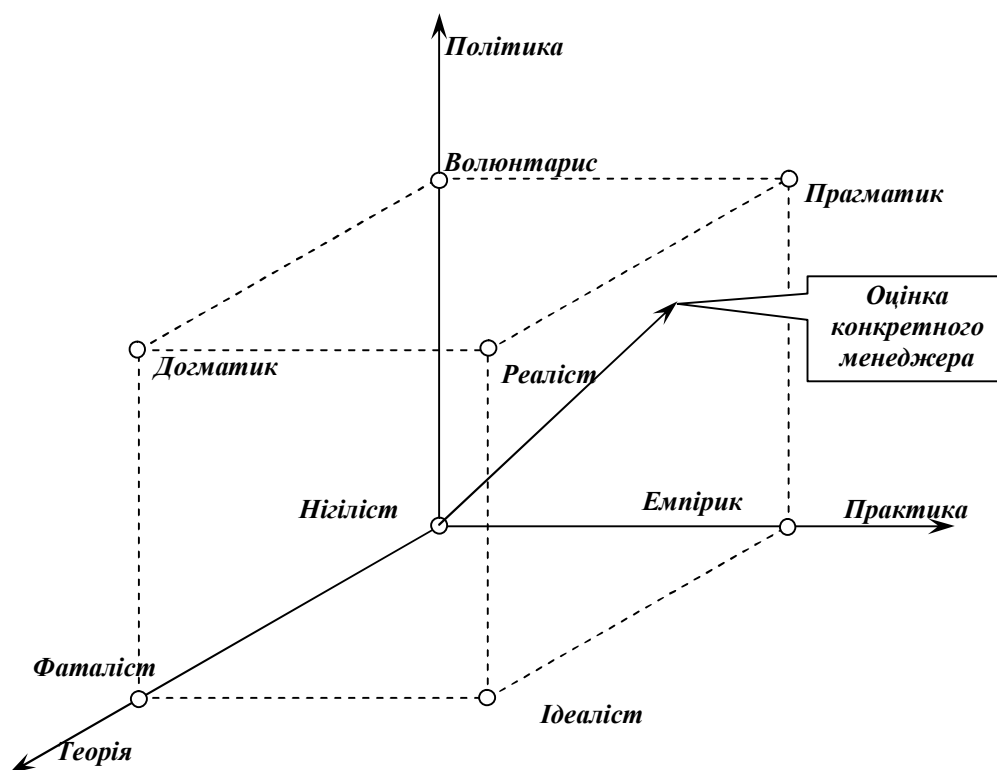 Політика
Волюнтарис
Прагматик
Оцінка
конкретного
менеджера
Догматик
Реаліст
Нігіліст
Емпірик
Практика
Фаталіст
Ідеаліст
Теорія